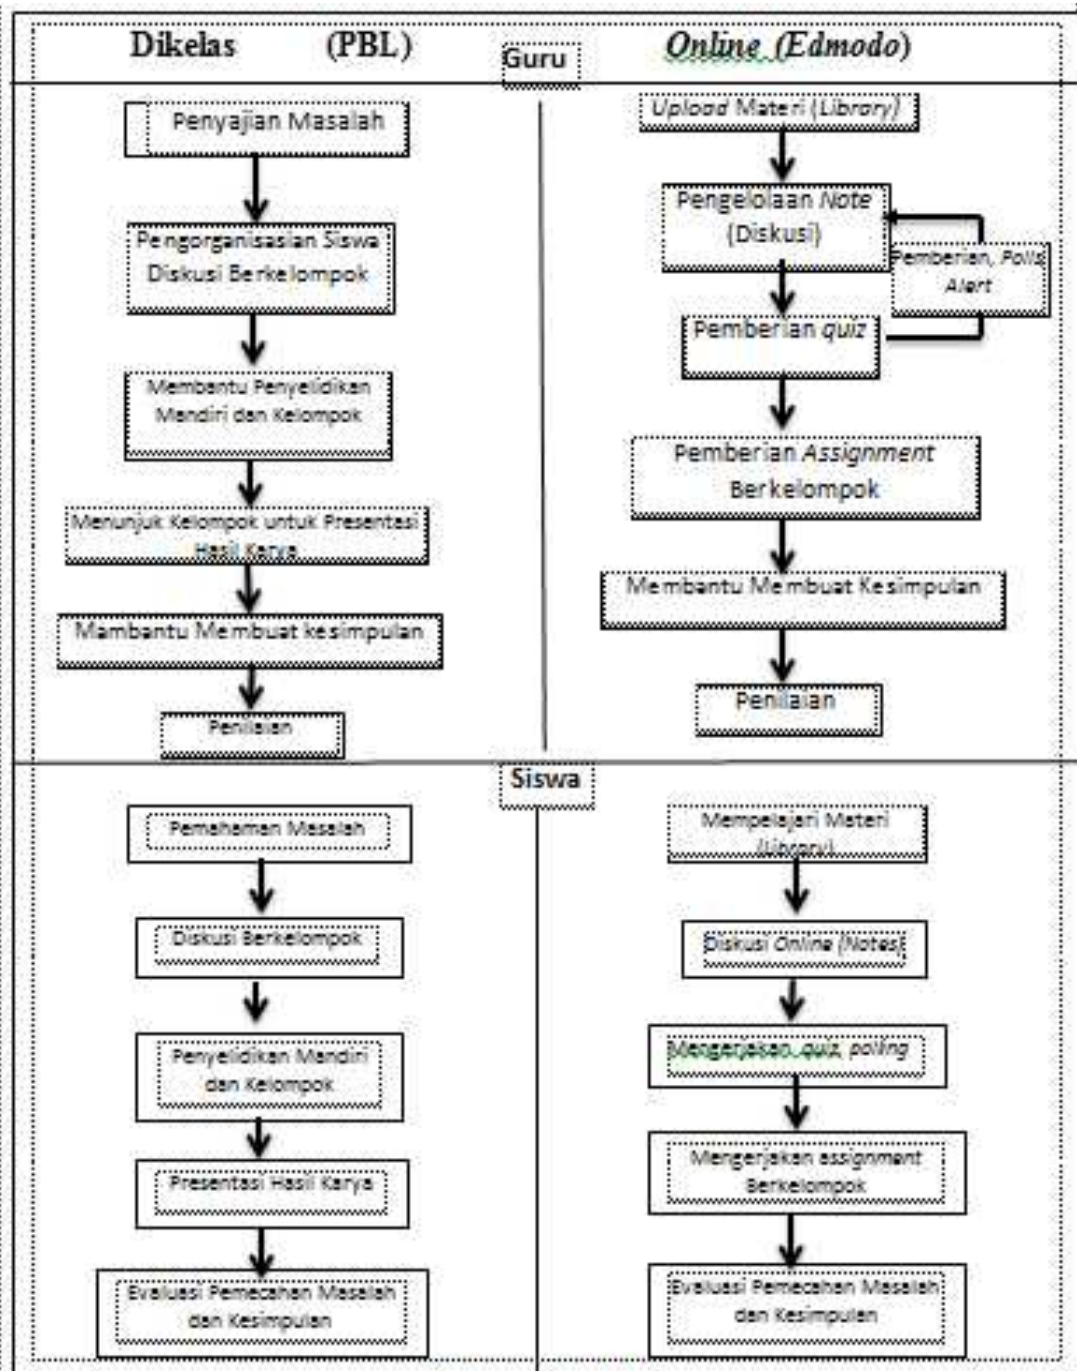 Dikelas (PBL)
Guru
Online (Edmodo)
Penyajian Masalah
Pengorganisasian Siswa
Diskusi Berkelompok
Membantu Penyelidikan
Mandiri dan Kelompok
Menunjuk Kelompok untuk Presentasi
Hasil Karya
Mambantu Membuat kesimpulan
Penilaian
Upload Materi (Library)
Pengelolaan Note
(Diskusi)
Pemberian, Polls
Alert
Pemberian quiz
Pemberian Assignment
Berkelompok
Membantu Membuat Kesimpulan
Penilaian
Siswa
Pemahaman Masalah
Diskusi Berkelompok
Penyelidikan Mandiri
dan Kelompok
Presentasi Hasil Karya
Evaluasi Pemecahan Masalah
dan Kesimpulan
Mempelajari Materi
(Library)
Diskusi Online (Notes)
Mengerjakan quiz, polling
Mengerjakan assignment
Berkelompok
Evaluasi Pemecahan Masalah
dan Kesimpulan